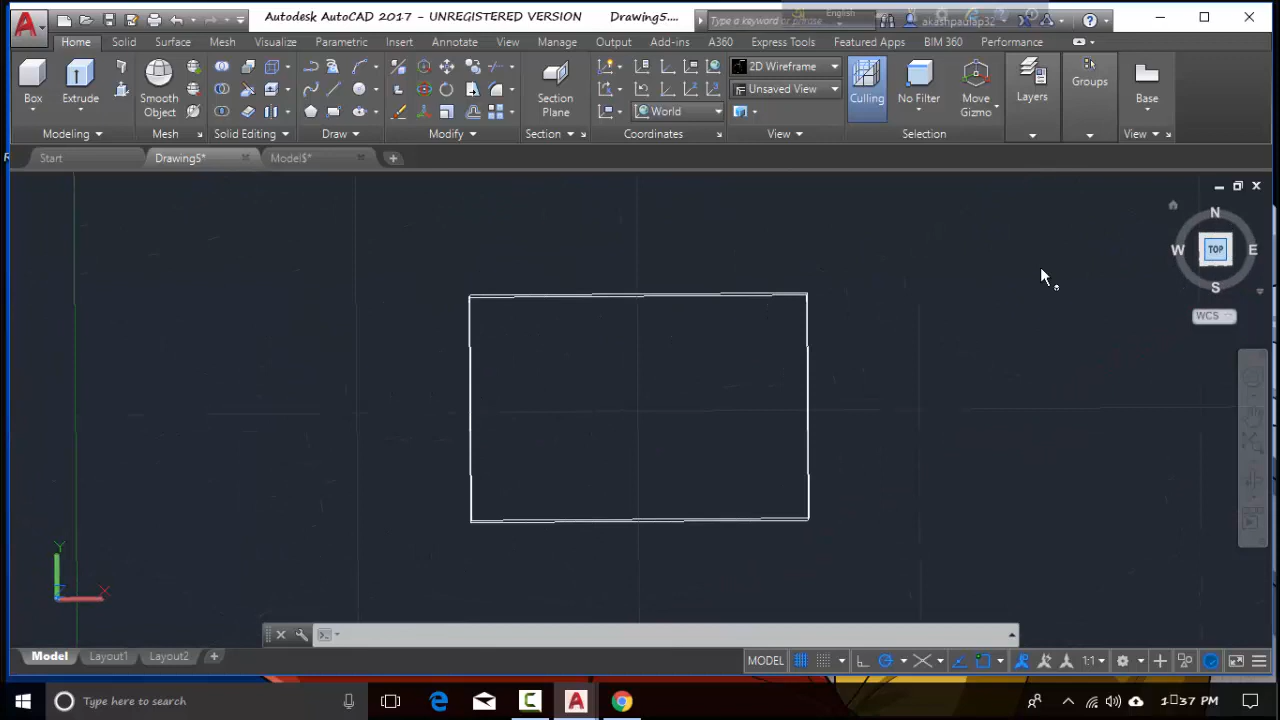 Autodesk AutoCAD 2017 - UNREGISTERED VERSION Drawing5.... Type a keyword or phrase English akashpaulap32
Home Solid Surface Mesh Visualize Parametric Insert Annotate View Manage Output Add-ins A360 Express Tools Featured Apps BIM 360 Performance
2D Wireframe
Unsaved View
World
Box Extrude Smooth Object Section Plane Culling No Filter Move Gizmo Layers Groups Base
Modeling Mesh Solid Editing Draw Modify Section Coordinates View Selection View
Start Drawing5* Model$*
N
W TOP E
S
WCS
Y
X
Model Layout1 Layout2 MODEL 1:1
Type here to search